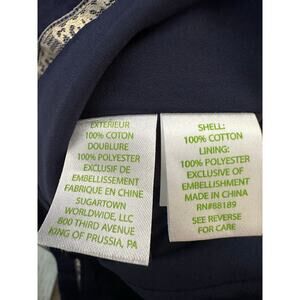 EXTERIEUR
100% COTTON
DOUBLURE
100% POLYESTER
EXCLUSIF DE
EMBELLISSEMENT
FABRIQUE EN CHINE
SUGARTOWN
WORLDWIDE, LLC
800 THIRD AVENUE
KING OF PRUSSIA, PA
SHELL:
100% COTTON
LINING:
100% POLYESTER
EXCLUSIVE OF
EMBELLISHMENT
MADE IN CHINA
RN#88189
SEE REVERSE
FOR CARE